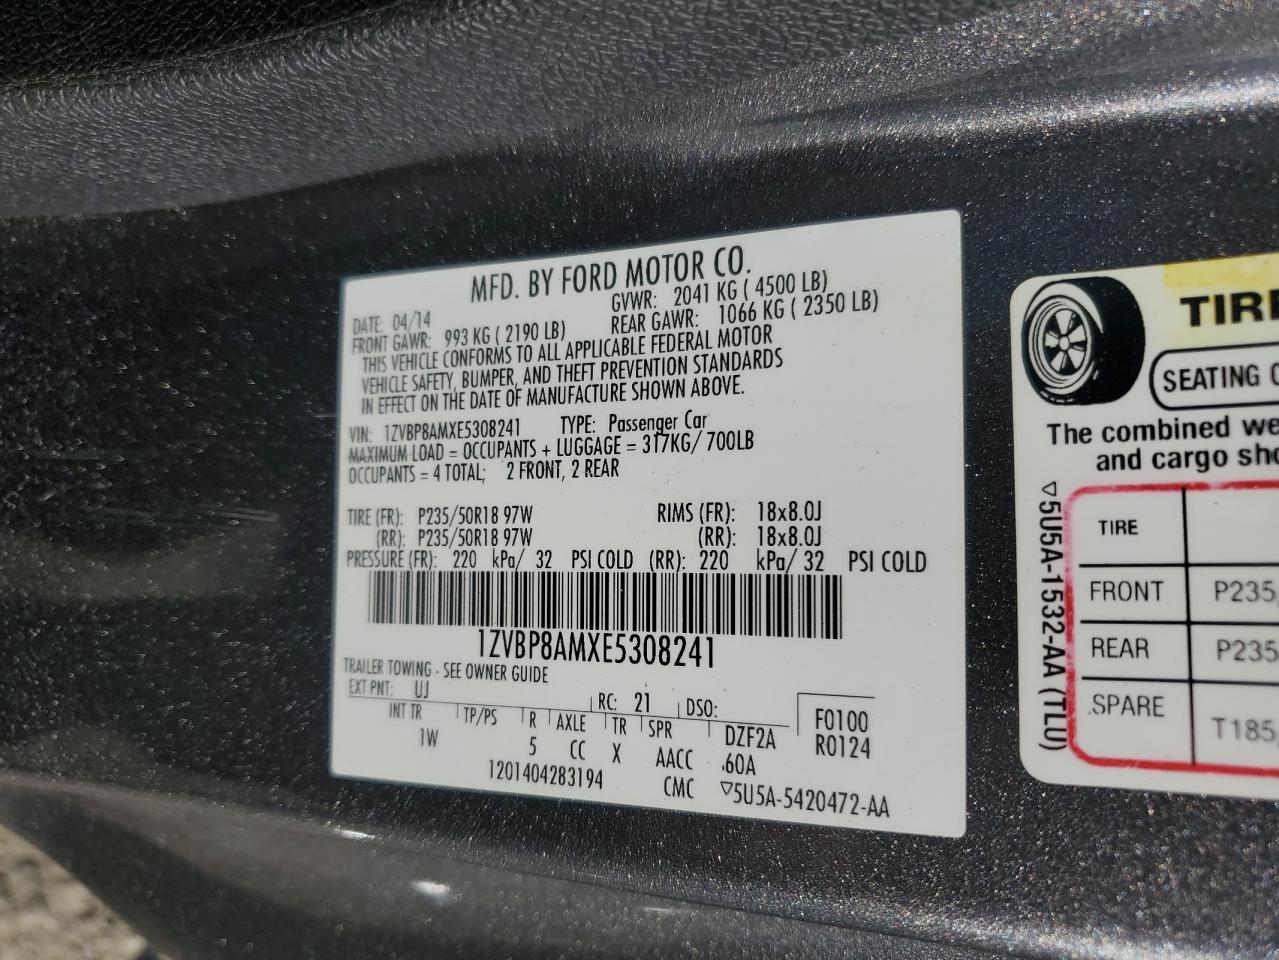 MFD. BY FORD MOTOR CO.
DATE: 04/14 GVWR: 2041 KG ( 4500 LB)
FRONT GAWR: 993 KG ( 2190 LB) REAR GAWR: 1066 KG ( 2350 LB)
THIS VEHICLE CONFORMS TO ALL APPLICABLE FEDERAL MOTOR
VEHICLE SAFETY, BUMPER, AND THEFT PREVENTION STANDARDS
IN EFFECT ON THE DATE OF MANUFACTURE SHOWN ABOVE.
VIN: 1ZVBP8AMXE5308241 TYPE: Passenger Car
MAXIMUM LOAD = OCCUPANTS + LUGGAGE = 317KG/ 700LB
OCCUPANTS = 4 TOTAL; 2 FRONT, 2 REAR
TIRE (FR): P235/50R18 97W RIMS (FR): 18x8.0J
(RR): P235/50R18 97W (RR): 18x8.0J
PRESSURE (FR): 220 kPa/ 32 PSI COLD (RR): 220 kPa/ 32 PSI COLD
1ZVBP8AMXE5308241
TRAILER TOWING - SEE OWNER GUIDE
EXT PNT: UJ RC: 21 DSO:
INT TR TP/PS R AXLE TR SPR DZF2A F0100
1W 5 CC X AACC .60A R0124
1201404283194 CMC ▽5U5A-5420472-AA
TIRE
SEATING
The combined we
and cargo sho
▽5U5A-1532-AA (TLU)
TIRE
FRONT P235
REAR P235
SPARE T185